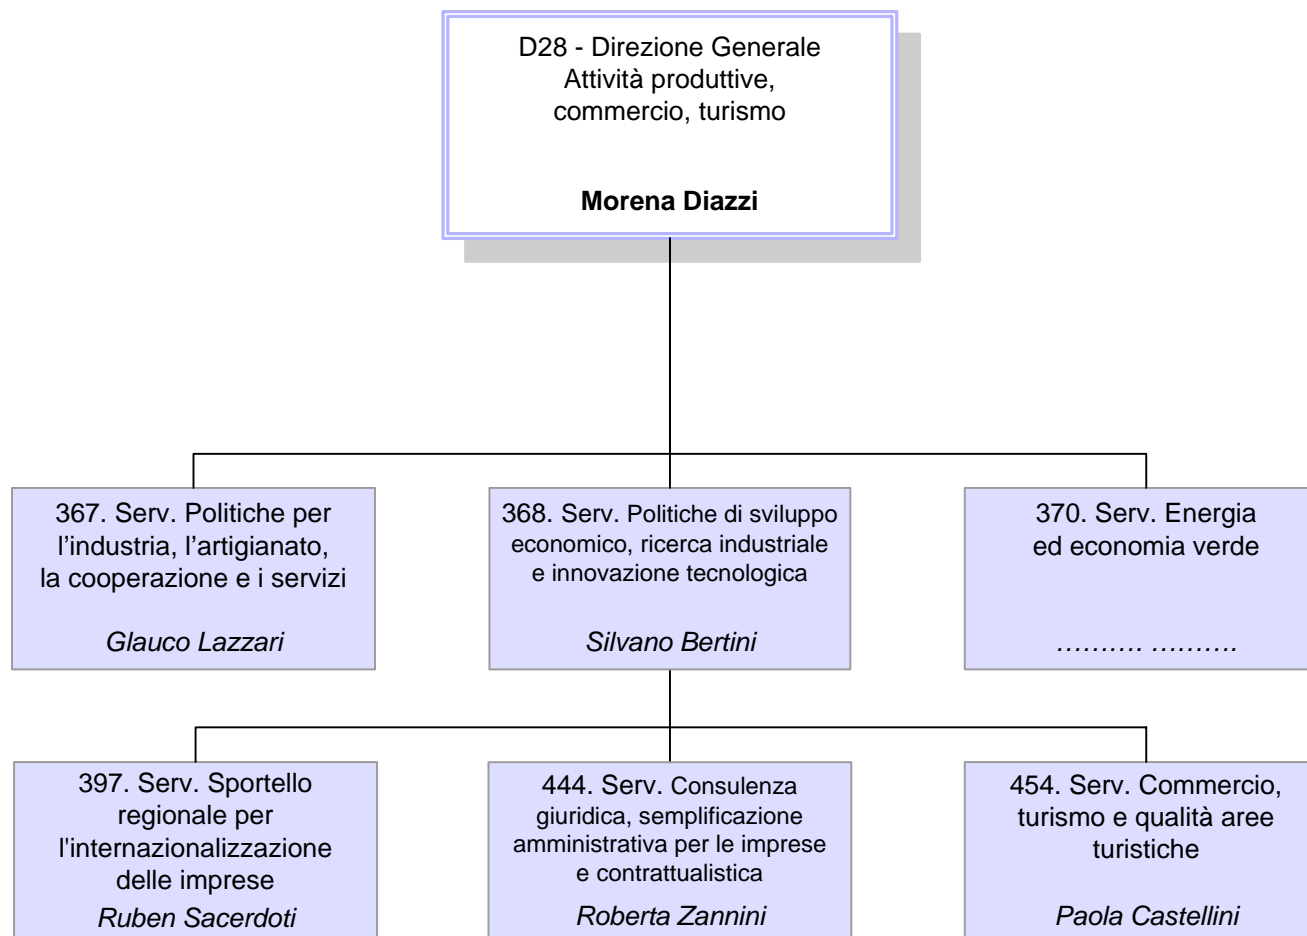 D28 - Direzione Generale
Attività produttive,
commercio, turismo
Morena Diazzi
367. Serv. Politiche per
l’industria, l’artigianato,
la cooperazione e i servizi
Glauco Lazzari
368. Serv. Politiche di sviluppo
economico, ricerca industriale
e innovazione tecnologica
Silvano Bertini
370. Serv. Energia
ed economia verde
.......... ..........
397. Serv. Sportello
regionale per
l'internazionalizzazione
delle imprese
Ruben Sacerdoti
444. Serv. Consulenza
giuridica, semplificazione
amministrativa per le imprese
e contrattualistica
Roberta Zannini
454. Serv. Commercio,
turismo e qualità aree
turistiche
Paola Castellini